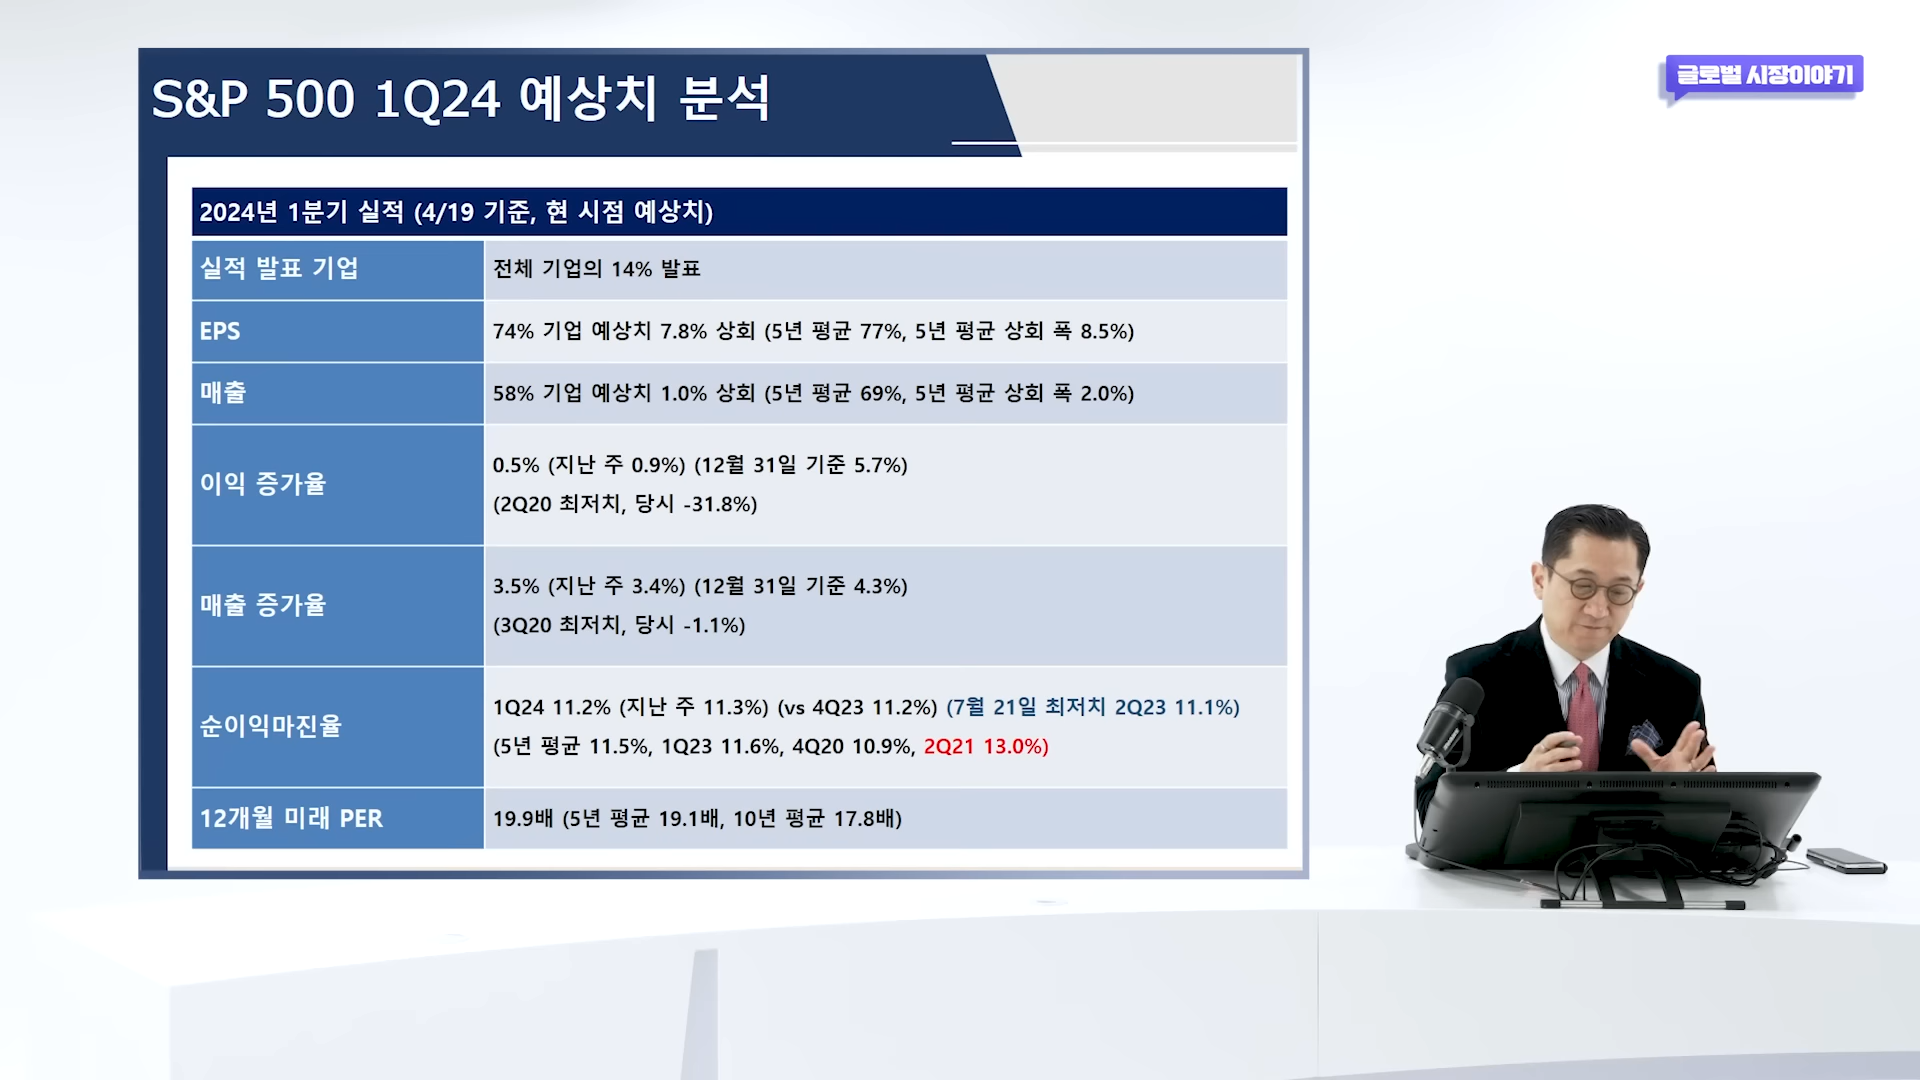 S&P 500 1Q24 예상치 분석
글로벌 시장이야기
2024년 1분기 실적 (4/19 기준, 현 시점 예상치)
실적 발표 기업
전체 기업의 14% 발표
EPS
74% 기업 예상치 7.8% 상회 (5년 평균 77%, 5년 평균 상회 폭 8.5%)
매출
58% 기업 예상치 1.0% 상회 (5년 평균 69%, 5년 평균 상회 폭 2.0%)
이익 증가율
0.5% (지난 주 0.9%) (12월 31일 기준 5.7%)
(2Q20 최저치, 당시 -31.8%)
매출 증가율
3.5% (지난 주 3.4%) (12월 31일 기준 4.3%)
(3Q20 최저치, 당시 -1.1%)
순이익마진율
1Q24 11.2% (지난 주 11.3%) (vs 4Q23 11.2%) (7월 21일 최저치 2Q23 11.1%)
(5년 평균 11.5%, 1Q23 11.6%, 4Q20 10.9%, 2Q21 13.0%)
12개월 미래 PER
19.9배 (5년 평균 19.1배, 10년 평균 17.8배)